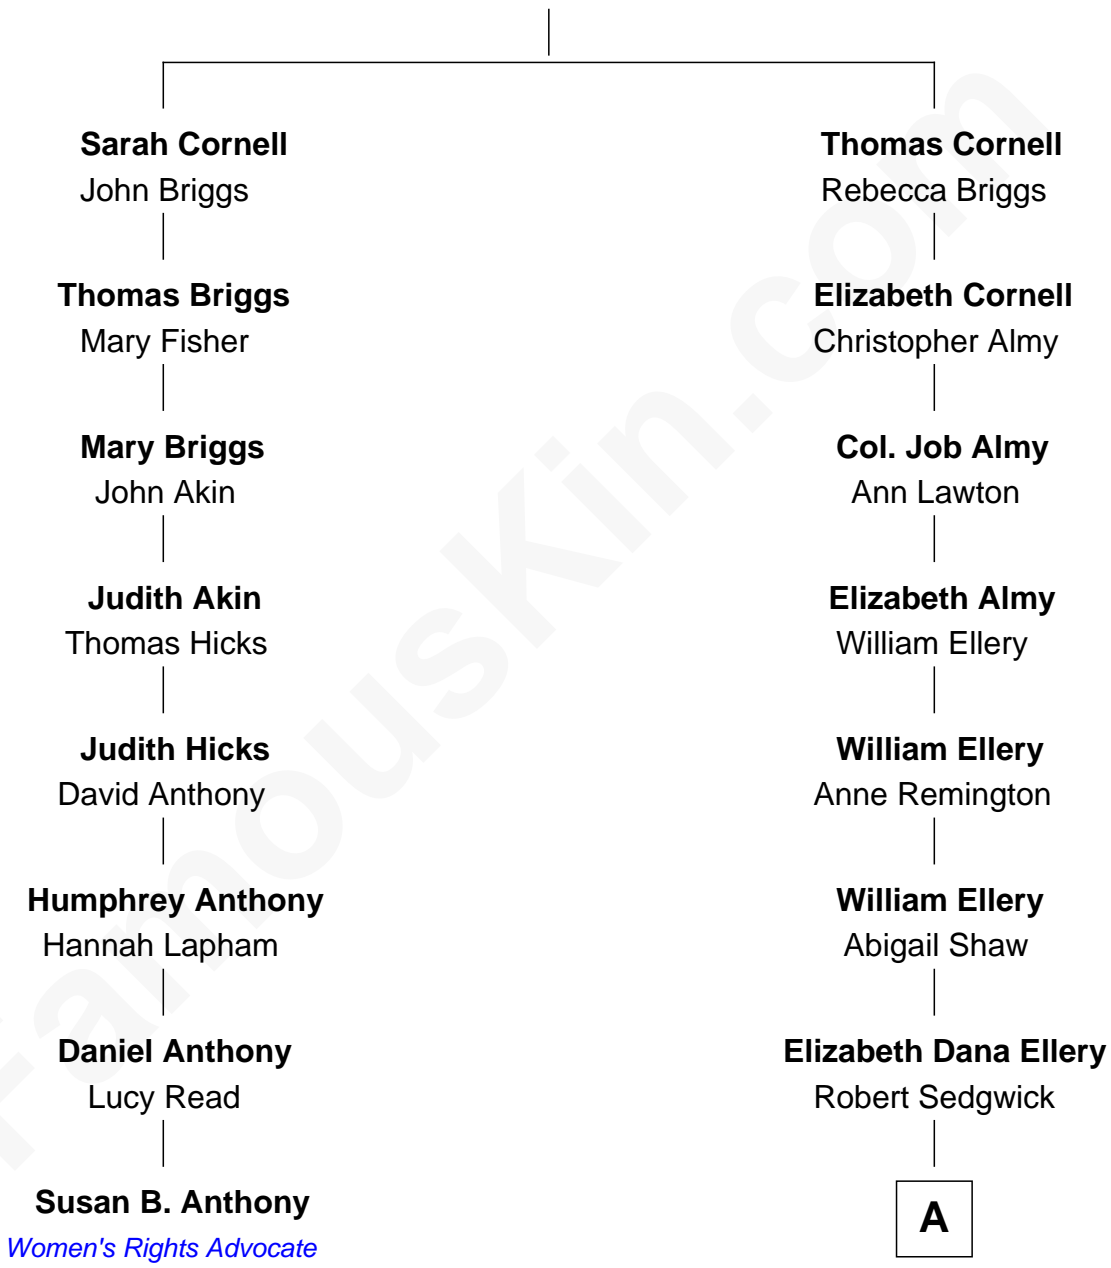 Sarah Cornell
John Briggs
Thomas Briggs
Mary Fisher
Mary Briggs
John Akin
Judith Akin
Thomas Hicks
Judith Hicks
David Anthony
Humphrey Anthony
Hannah Lapham
Daniel Anthony
Lucy Read
Susan B. Anthony
Women's Rights Advocate
Thomas Cornell
Rebecca Briggs
Elizabeth Cornell
Christopher Almy
Col. Job Almy
Ann Lawton
Elizabeth Almy
William Ellery
William Ellery
Anne Remington
William Ellery
Abigail Shaw
Elizabeth Dana Ellery
Robert Sedgwick
A
FamousKin.com